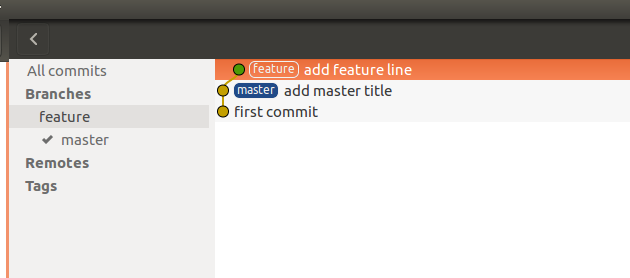 All commits
Branches
feature
master
Remotes
Tags
feature add feature line
master add master title
first commit